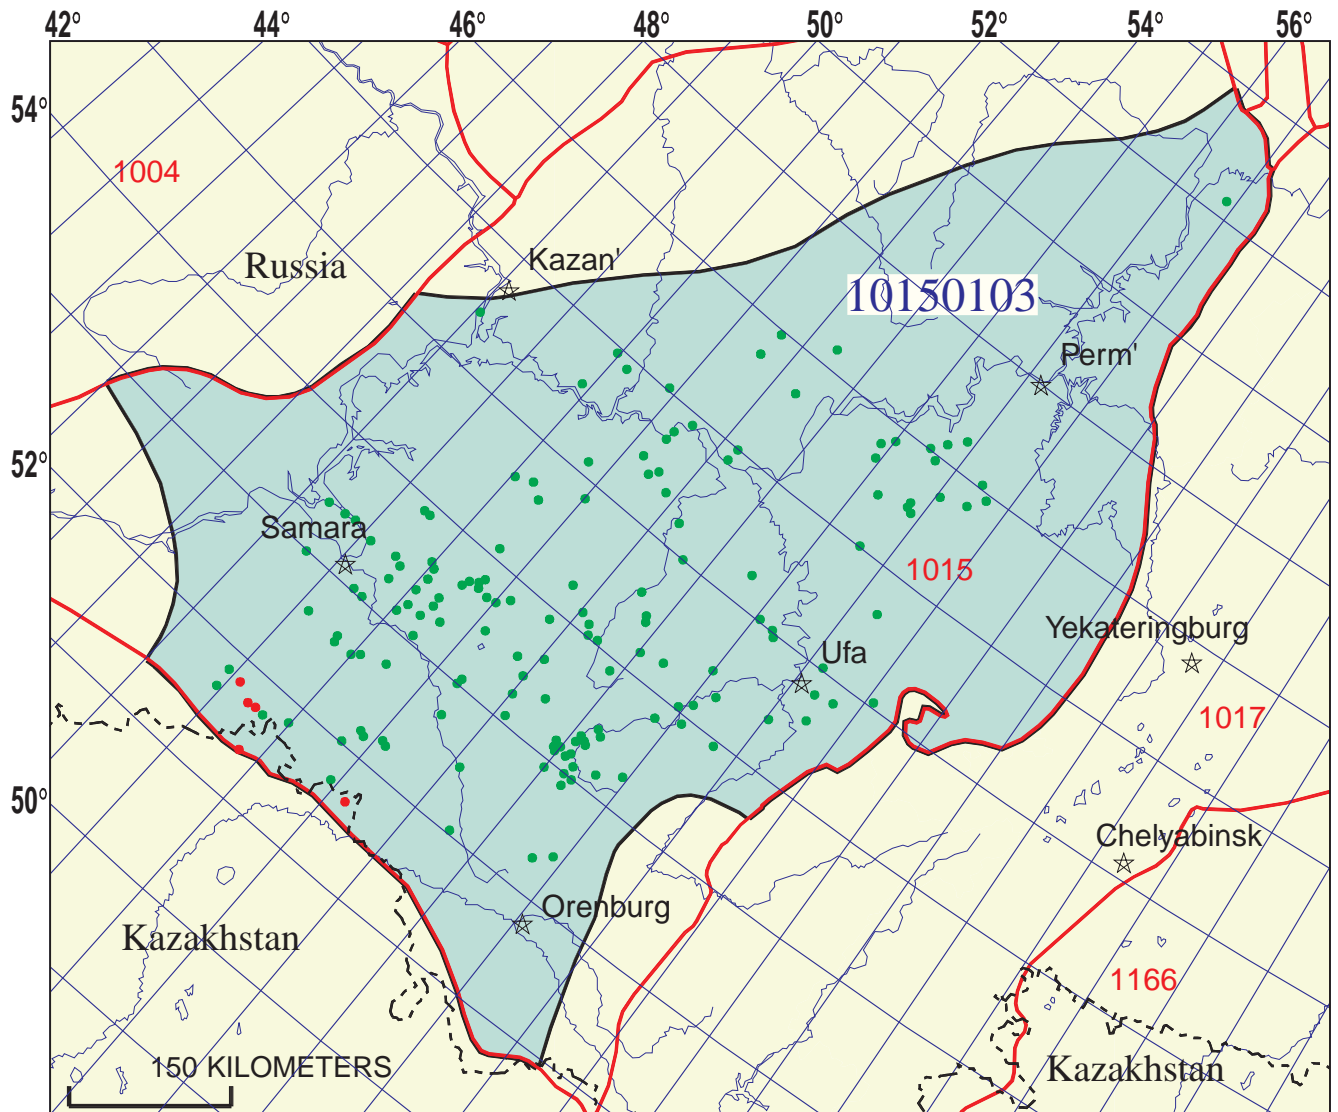 42° 44° 46° 48° 50° 52° 54° 56°
54°
1004
Russia
Kazan'
10150103
Perm'
52°
Samara
1015
Yekateringburg
Ufa
1017
50°
Chelyabinsk
Orenburg
Kazakhstan
1166
150 KILOMETERS
Kazakhstan